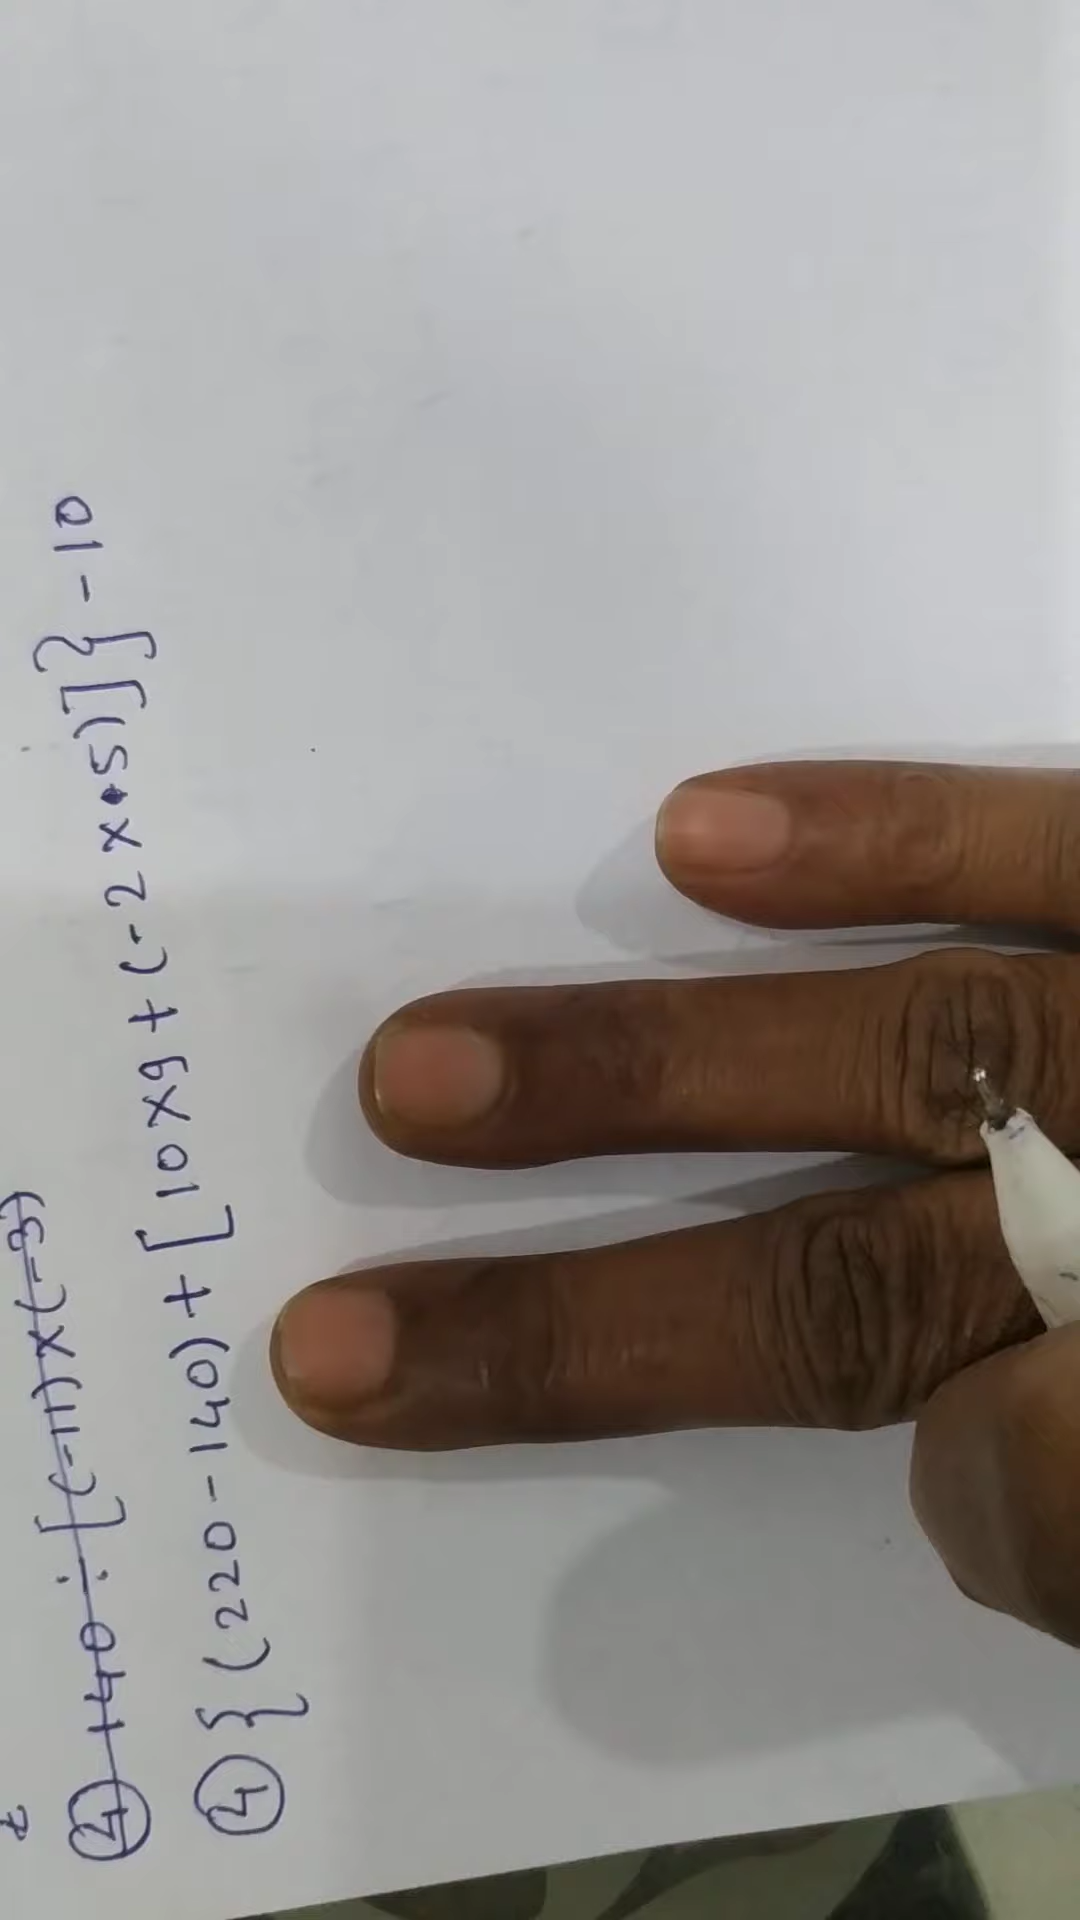 ④ 140 ÷ [(-11) × (-3)
④ {(220 - 140) + [10 × 9 + (-2 × 5)]} - 10